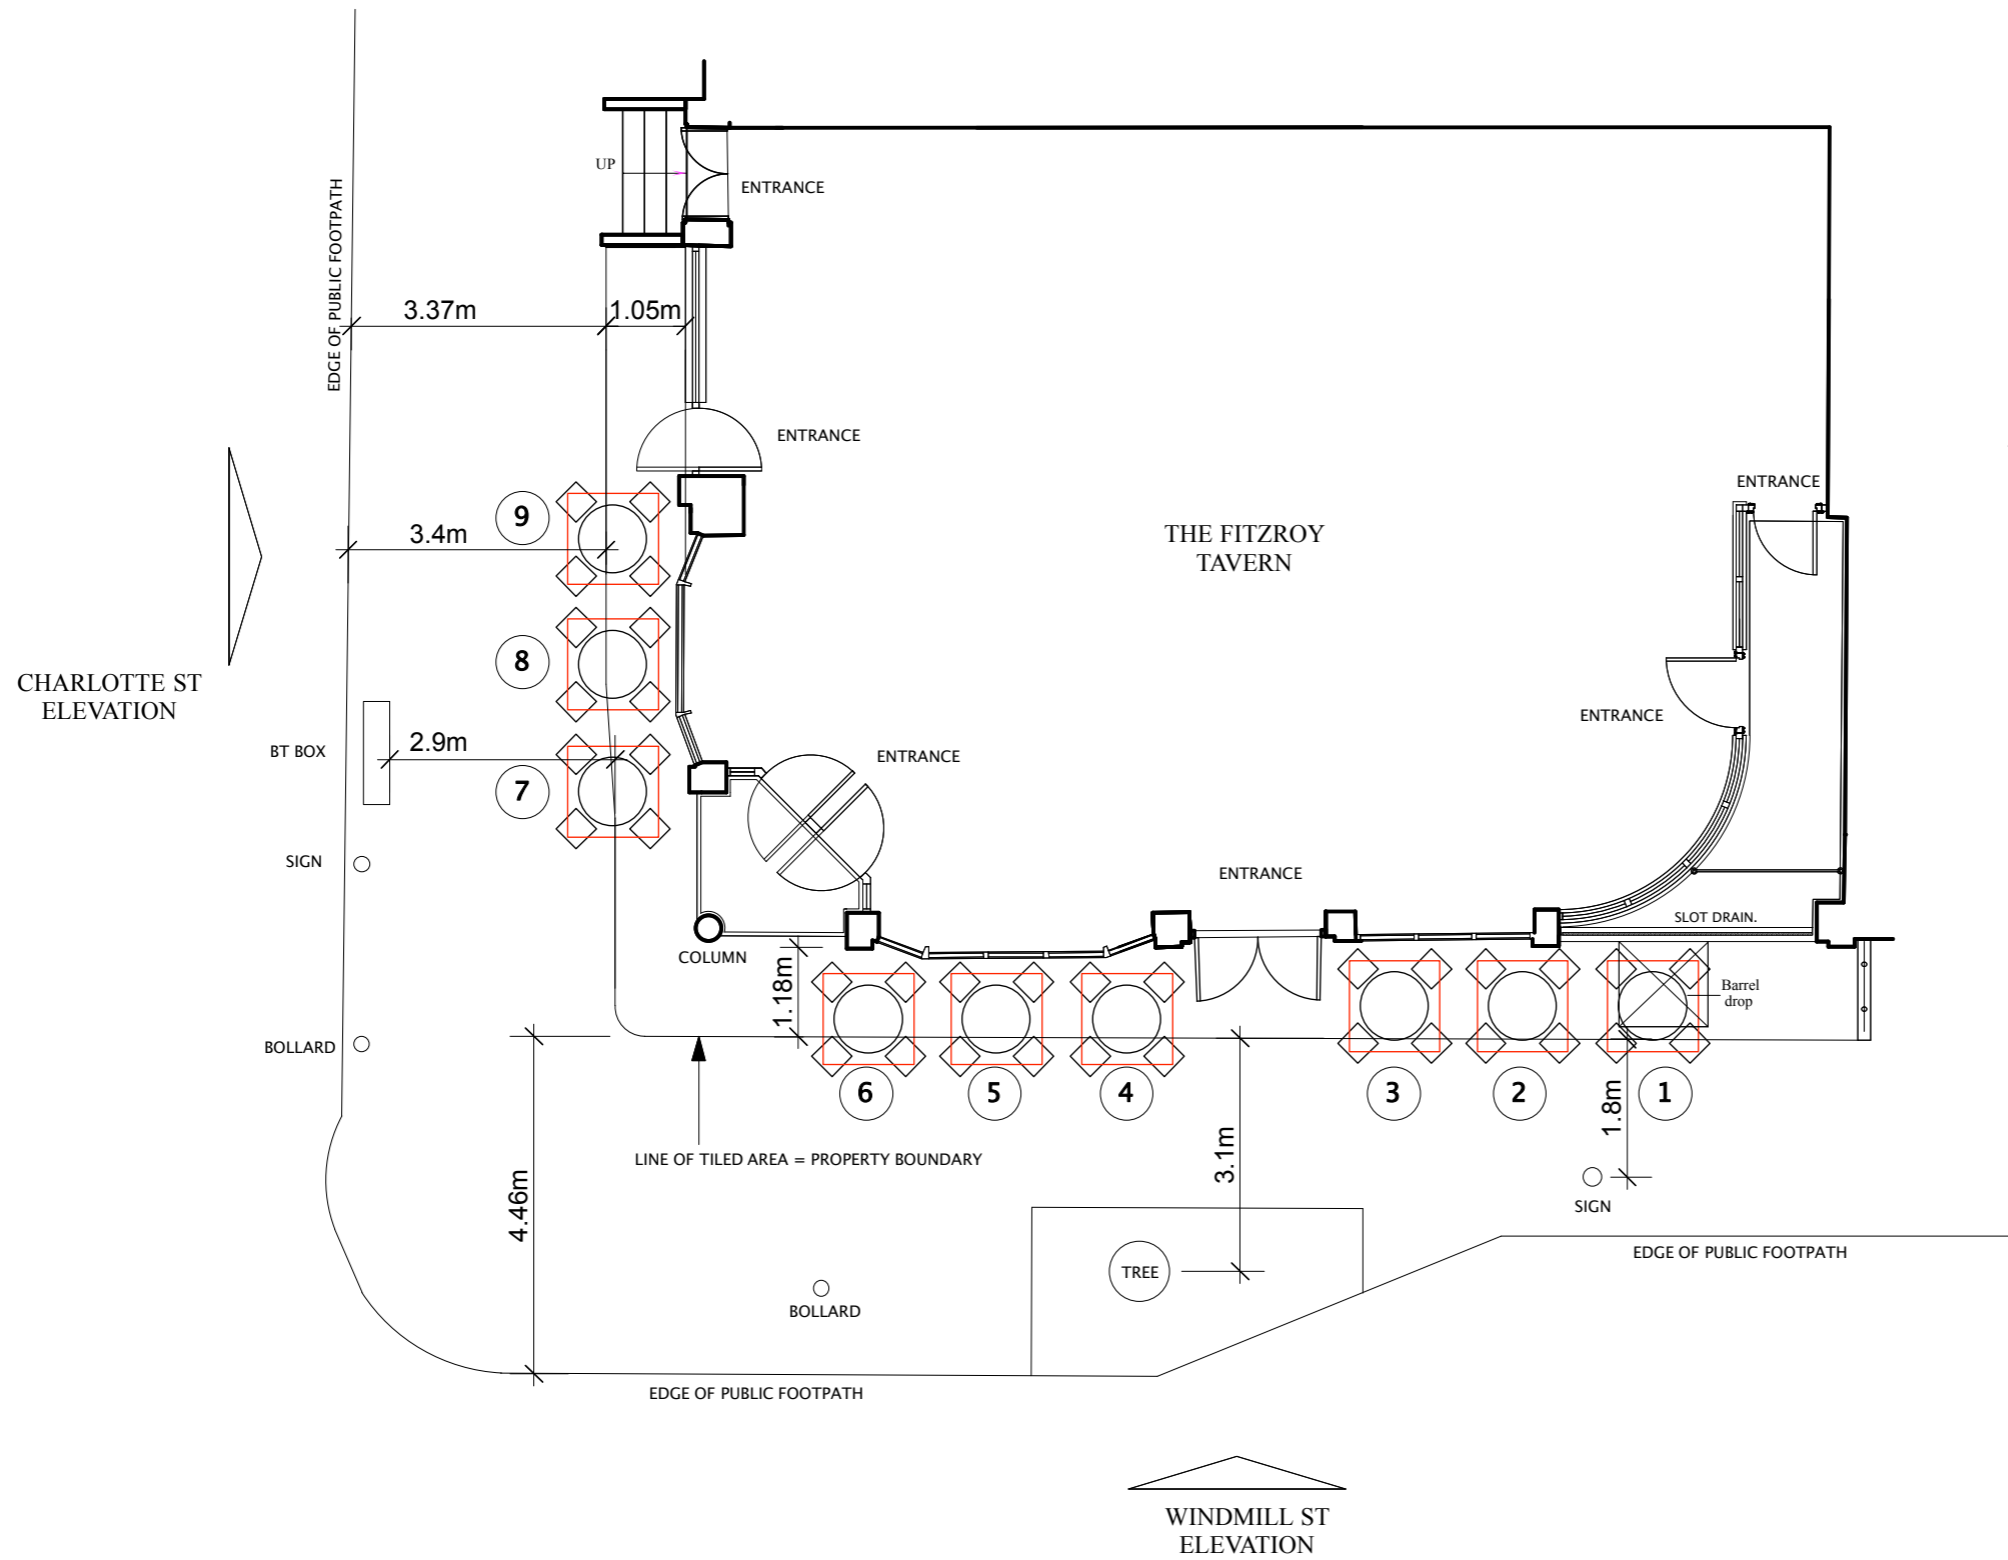 UP
ENTRANCE
EDGE OF PUBLIC FOOTPATH
3.37m
1.05m
ENTRANCE
ENTRANCE
9
3.4m
THE FITZROY
TAVERN
8
CHARLOTTE ST
ELEVATION
ENTRANCE
BT BOX
2.9m
ENTRANCE
7
SIGN
ENTRANCE
SLOT DRAIN.
COLUMN
1.18m
Barrel
drop
BOLLARD
6
5
4
3
2
1
1.8m
LINE OF TILED AREA = PROPERTY BOUNDARY
3.1m
4.46m
SIGN
TREE
EDGE OF PUBLIC FOOTPATH
BOLLARD
EDGE OF PUBLIC FOOTPATH
WINDMILL ST
ELEVATION